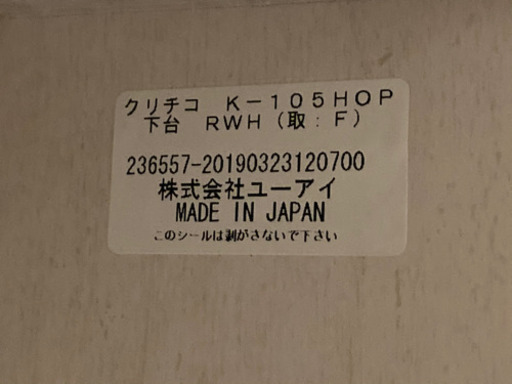 クリチコ K－105HOP
下台 RWH（取：F）
236557-20190323120700
株式会社ユーアイ
MADE IN JAPAN
このシールは剥がさないで下さい